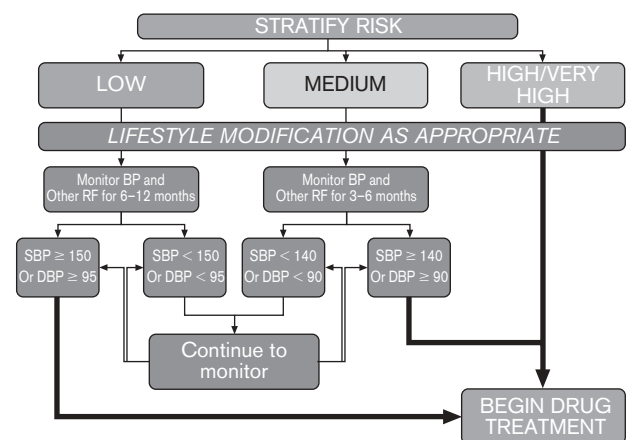 STRATIFY RISK
LOW
MEDIUM
HIGH/VERY
HIGH
LIFESTYLE MODIFICATION AS APPROPRIATE
Monitor BP and
Other RF for 6–12 months
Monitor BP and
Other RF for 3–6 months
SBP ≥ 150
Or DBP ≥ 95
SBP < 150
Or DBP < 95
SBP < 140
Or DBP < 90
SBP ≥ 140
Or DBP ≥ 90
Continue to
monitor
BEGIN DRUG
TREATMENT